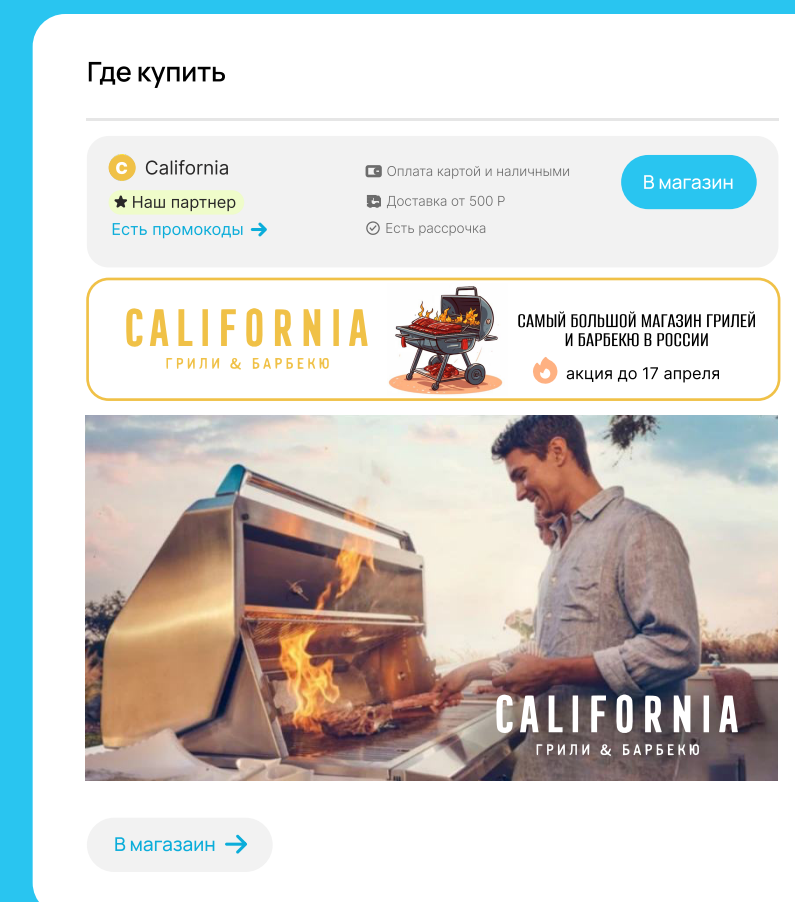 Где купить
C California
Наш партнер
Есть промокоды
Оплата картой и наличными
Доставка от 500 Р
Есть рассрочка
В магазин
CALIFORNIA
ГРИЛИ & БАРБЕКЮ
САМЫЙ БОЛЬШОЙ МАГАЗИН ГРИЛЕЙ
И БАРБЕКЮ В РОССИИ
акция до 17 апреля
CALIFORNIA
ГРИЛИ & БАРБЕКЮ
В магазаин